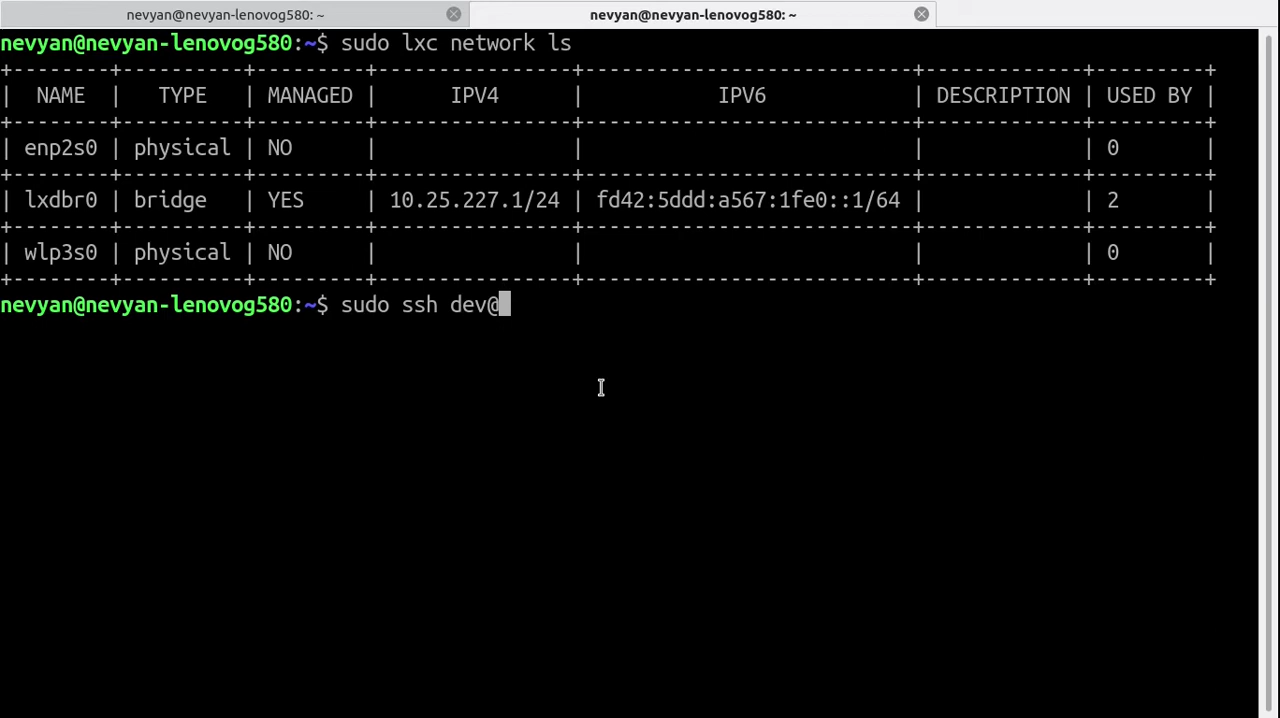 nevyan@nevyan-lenovog580: ~
nevyan@nevyan-lenovog580: ~
nevyan@nevyan-lenovog580:~$ sudo lxc network ls
+--------+----------+---------+----------------+---------------------------+-------------+---------+
|  NAME  |   TYPE   | MANAGED |      IPV4      |           IPV6            | DESCRIPTION | USED BY |
+--------+----------+---------+----------------+---------------------------+-------------+---------+
| enp2s0 | physical | NO      |                |                           |             | 0       |
+--------+----------+---------+----------------+---------------------------+-------------+---------+
| lxdbr0 | bridge   | YES     | 10.25.227.1/24 | fd42:5ddd:a567:1fe0::1/64 |             | 2       |
+--------+----------+---------+----------------+---------------------------+-------------+---------+
| wlp3s0 | physical | NO      |                |                           |             | 0       |
+--------+----------+---------+----------------+---------------------------+-------------+---------+
nevyan@nevyan-lenovog580:~$ sudo ssh dev@